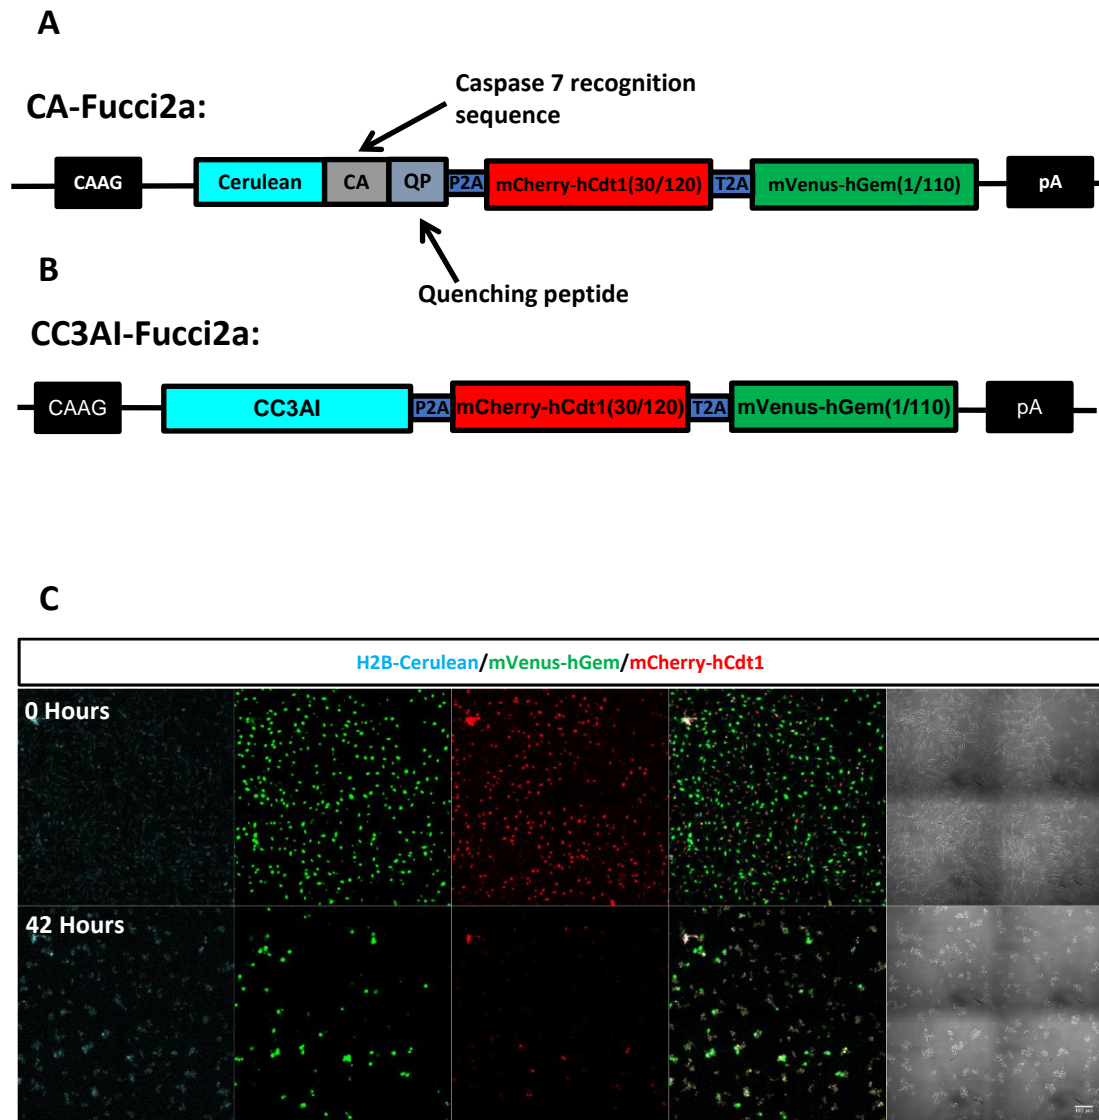 A
CA-Fucci2a:
Caspase 7 recognition
sequence
CAAG Cerulean CA QP P2A mCherry-hCdt1(30/120) T2A mVenus-hGem(1/110) pA
Quenching peptide
B
CC3AI-Fucci2a:
CAAG CC3AI P2A mCherry-hCdt1(30/120) T2A mVenus-hGem(1/110) pA
C
H2B-Cerulean/mVenus-hGem/mCherry-hCdt1
0 Hours
42 Hours